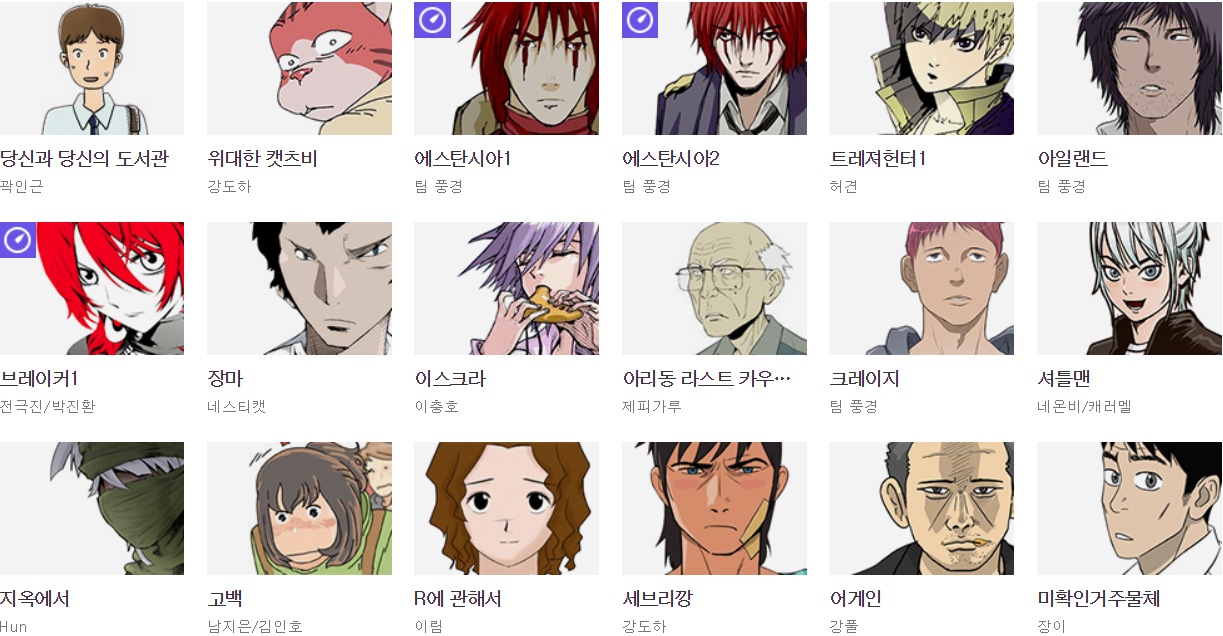 당신과 당신의 도서관
곽인근
위대한 캣츠비
강도하
에스탄시아1
팀 풍경
에스탄시아2
팀 풍경
트레져헌터1
허견
아일랜드
팀 풍경
브레이커1
전극진/박진환
장마
네스티캣
이스크라
이충호
아리동 라스트 카우…
제피가루
크레이지
팀 풍경
셔틀맨
네온비/캐러멜
지옥에서
Hun
고백
남지은/김인호
R에 관해서
이림
세브리깡
강도하
어게인
강풀
미확인거주물체
장이